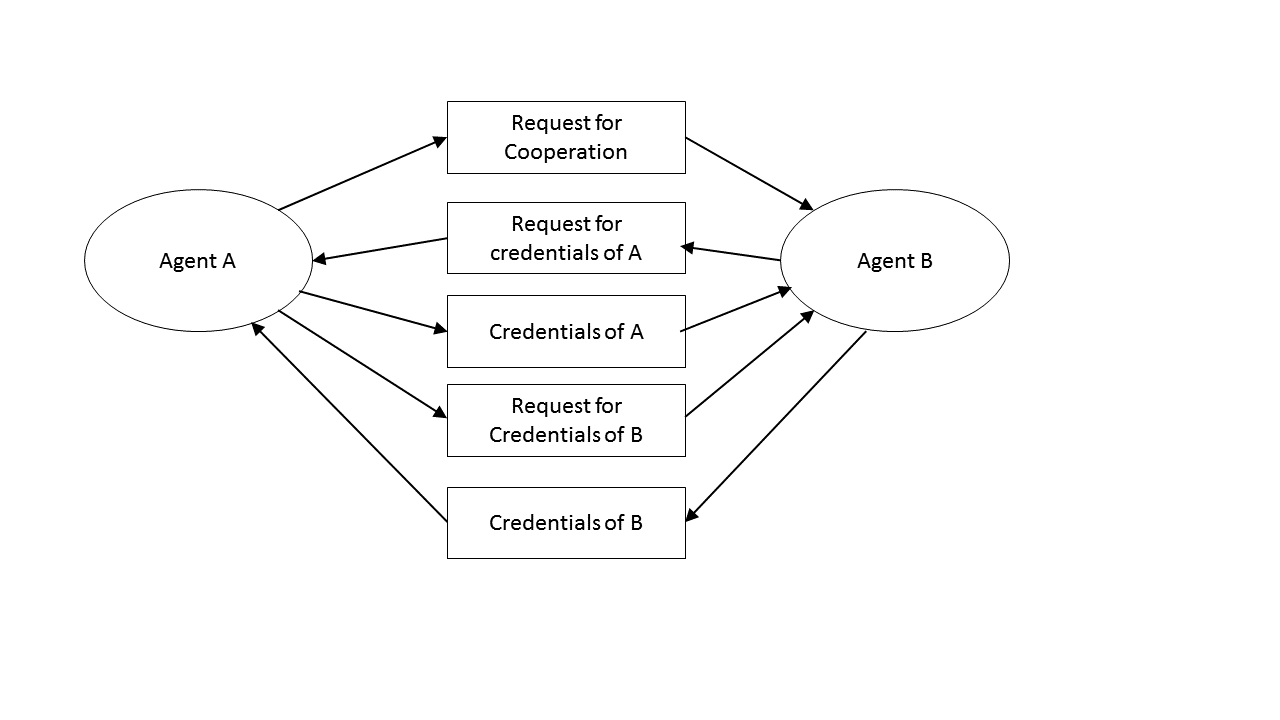 Request for
Cooperation
Request for
credentials of A
Agent A
Agent B
Credentials of A
Request for
Credentials of B
Credentials of B